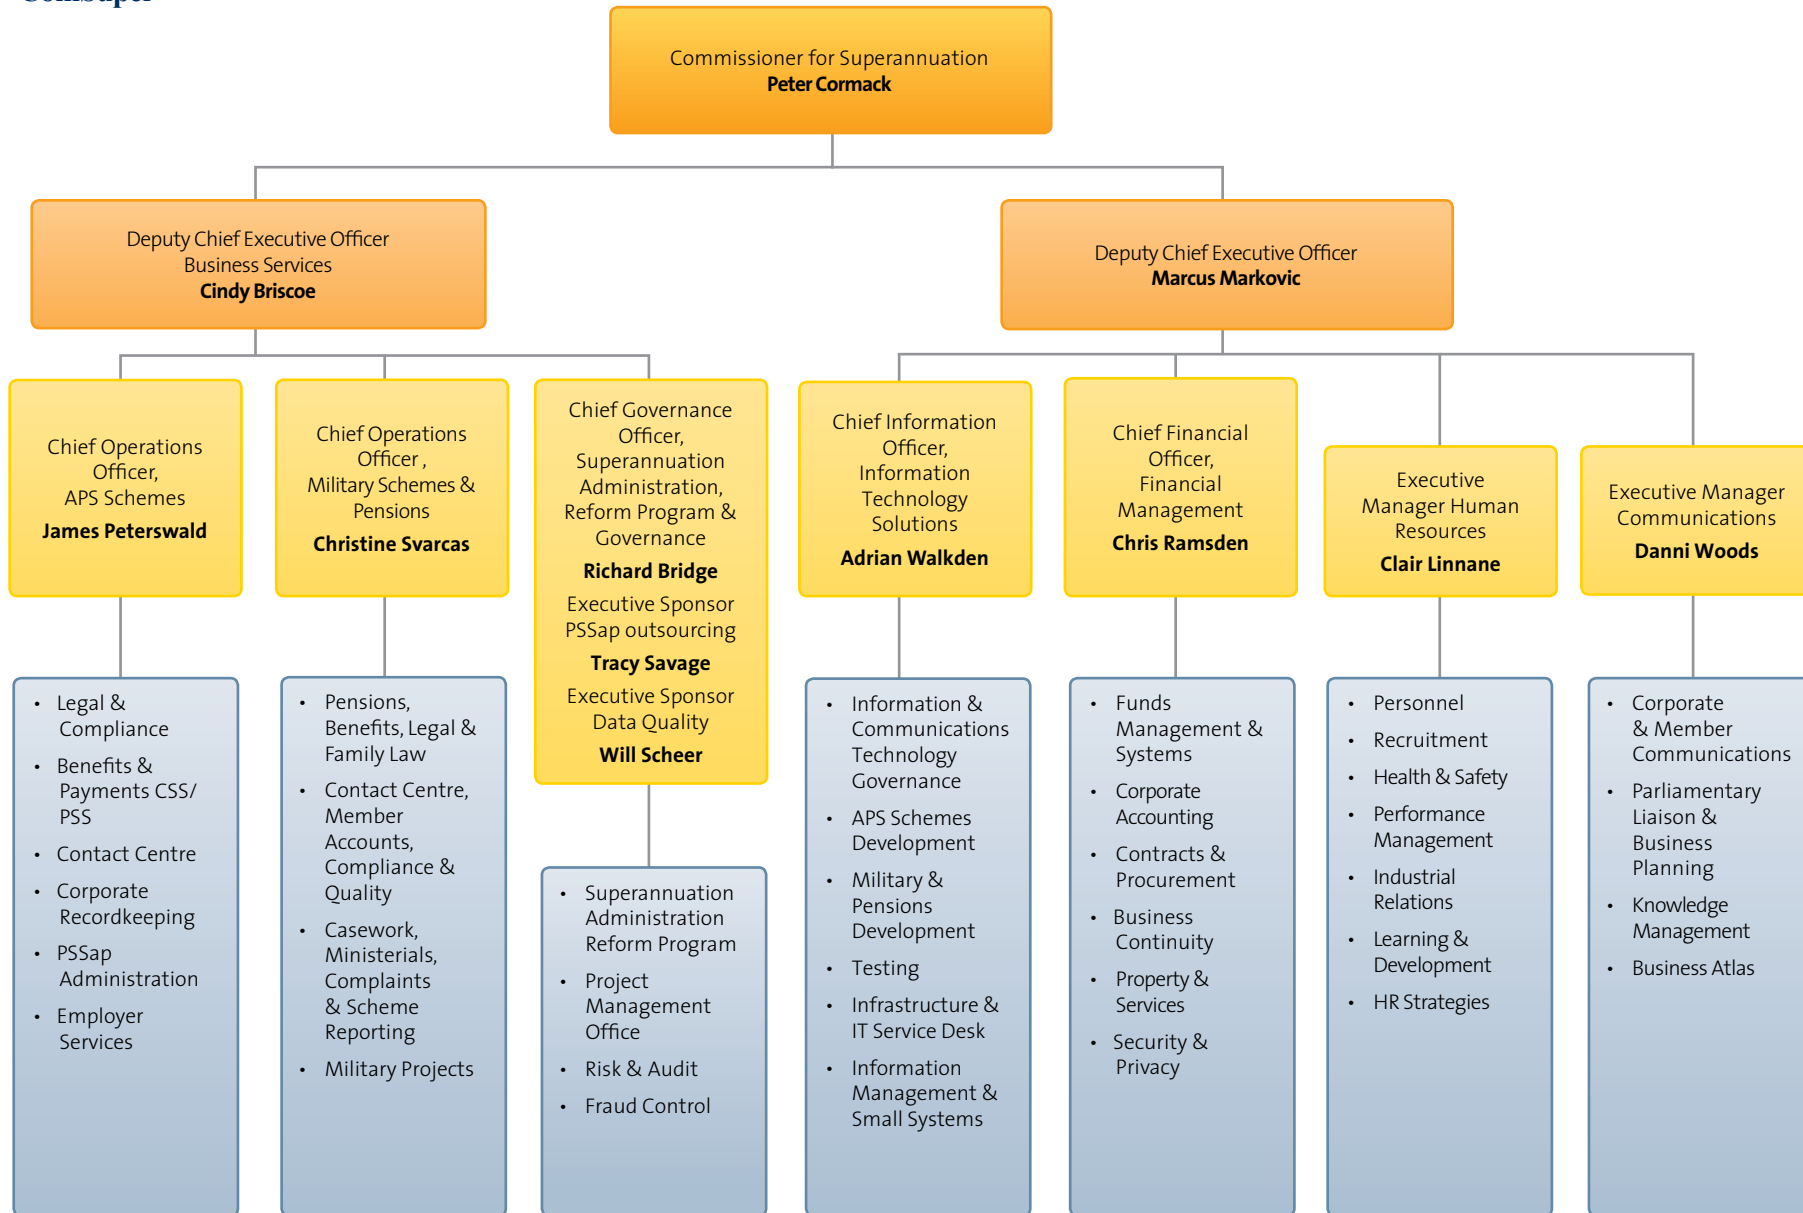 ComSuper
Commissioner for Superannuation
Peter Cormack
Deputy Chief Executive Officer
Business Services
Cindy Briscoe
Deputy Chief Executive Officer
Marcus Markovic
Chief Operations
Officer,
APS Schemes
James Peterswald
Chief Operations
Officer ,
Military Schemes &
Pensions
Christine Svarcas
Chief Governance
Officer,
Superannuation
Administration,
Reform Program &
Governance
Richard Bridge
Executive Sponsor
PSSap outsourcing
Tracy Savage
Executive Sponsor
Data Quality
Will Scheer
Chief Information
Officer,
Information
Technology
Solutions
Adrian Walkden
Chief Financial
Officer,
Financial
Management
Chris Ramsden
Executive
Manager Human
Resources
Clair Linnane
Executive Manager
Communications
Danni Woods
• Legal &
Compliance
• Benefits &
Payments CSS/
PSS
• Contact Centre
• Corporate
Recordkeeping
• PSSap
Administration
• Employer
Services
• Pensions,
Benefits, Legal &
Family Law
• Contact Centre,
Member
Accounts,
Compliance &
Quality
• Casework,
Ministerials,
Complaints
& Scheme
Reporting
• Military Projects
• Superannuation
Administration
Reform Program
• Project
Management
Office
• Risk & Audit
• Fraud Control
• Information &
Communications
Technology
Governance
• APS Schemes
Development
• Military &
Pensions
Development
• Testing
• Infrastructure &
IT Service Desk
• Information
Management &
Small Systems
• Funds
Management &
Systems
• Corporate
Accounting
• Contracts &
Procurement
• Business
Continuity
• Property &
Services
• Security &
Privacy
• Personnel
• Recruitment
• Health & Safety
• Performance
Management
• Industrial
Relations
• Learning &
Development
• HR Strategies
• Corporate
& Member
Communications
• Parliamentary
Liaison &
Business
Planning
• Knowledge
Management
• Business Atlas